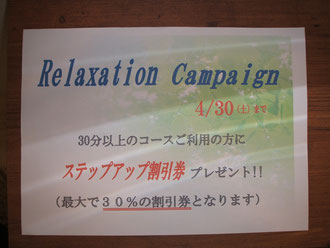 Relaxation Campaign
4/30(土)まで
30分以上のコースご利用の方に
ステップアップ割引券 プレゼント!!
(最大で30%の割引券となります)